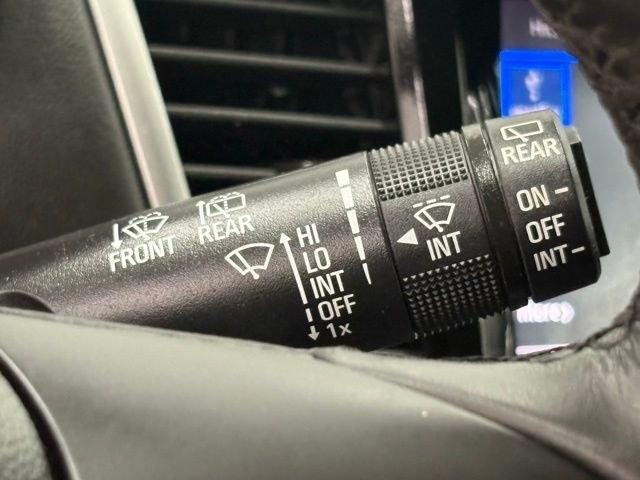 FRONT
REAR
HI
LO
INT
OFF
1x
INT
REAR
ON
OFF
INT